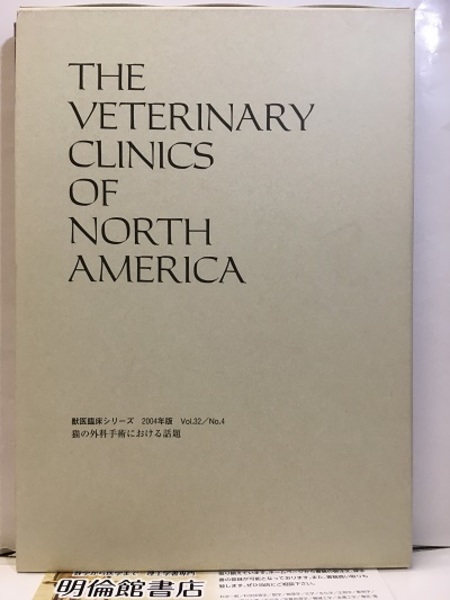 THE
VETERINARY
CLINICS
OF
NORTH
AMERICA
獣医臨床シリーズ 2004年版 Vol.32/No.4
猫の外科手術における話題
明倫館書店